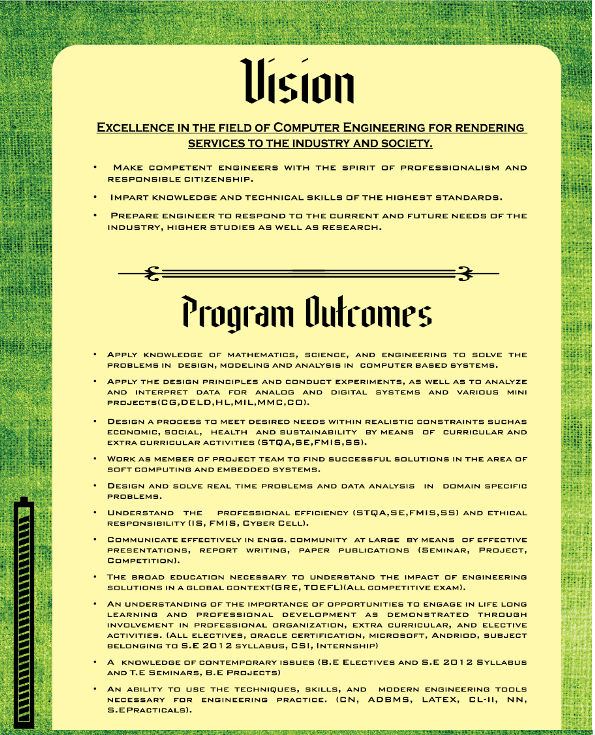 Vision
Excellence in the field of Computer Engineering for rendering
services to the industry and society.
• Make competent engineers with the spirit of professionalism and
responsible citizenship.
• Impart knowledge and technical skills of the highest standards.
• Prepare engineer to respond to the current and future needs of the
industry, higher studies as well as research.
Program Outcomes
• Apply knowledge of mathematics, science, and engineering to solve the
problems in design, modeling and analysis in computer based systems.
• Apply the design principles and conduct experiments, as well as to analyze
and interpret data for analog and digital systems and various mini
projects(CG,DELD,HL,MIL,MMC,CO).
• Design a process to meet desired needs within realistic constraints suchas
economic, social, health and sustainability by means of curricular and
extra curricular activities (STQA,SE,FMIS,SS).
• Work as member of project team to find successful solutions in the area of
soft computing and embedded systems.
• Design and solve real time problems and data analysis in domain specific
problems.
• Understand the professional efficiency (STQA,SE,FMIS,SS) and ethical
responsibility (IS, FMIS, Cyber Cell).
• Communicate effectively in engg. community at large by means of effective
presentations, report writing, paper publications (Seminar, Project,
Competition).
• The broad education necessary to understand the impact of engineering
solutions in a global context(GRE, TOEFL)(All competitive exam).
• An understanding of the importance of opportunities to engage in life long
learning and professional development as demonstrated through
involvement in professional organization, extra curricular, and elective
activities. (All electives, oracle certification, microsoft, Andriod, subject
belonging to S.E 2012 syllabus, CSI, Internship)
• A knowledge of contemporary issues (B.E Electives and S.E 2012 Syllabus
and T.E Seminars, B.E Projects)
• An ability to use the techniques, skills, and modern engineering tools
necessary for engineering practice. (CN, ADBMS, LATEX, CL-II, NN,
S.EPracticals).